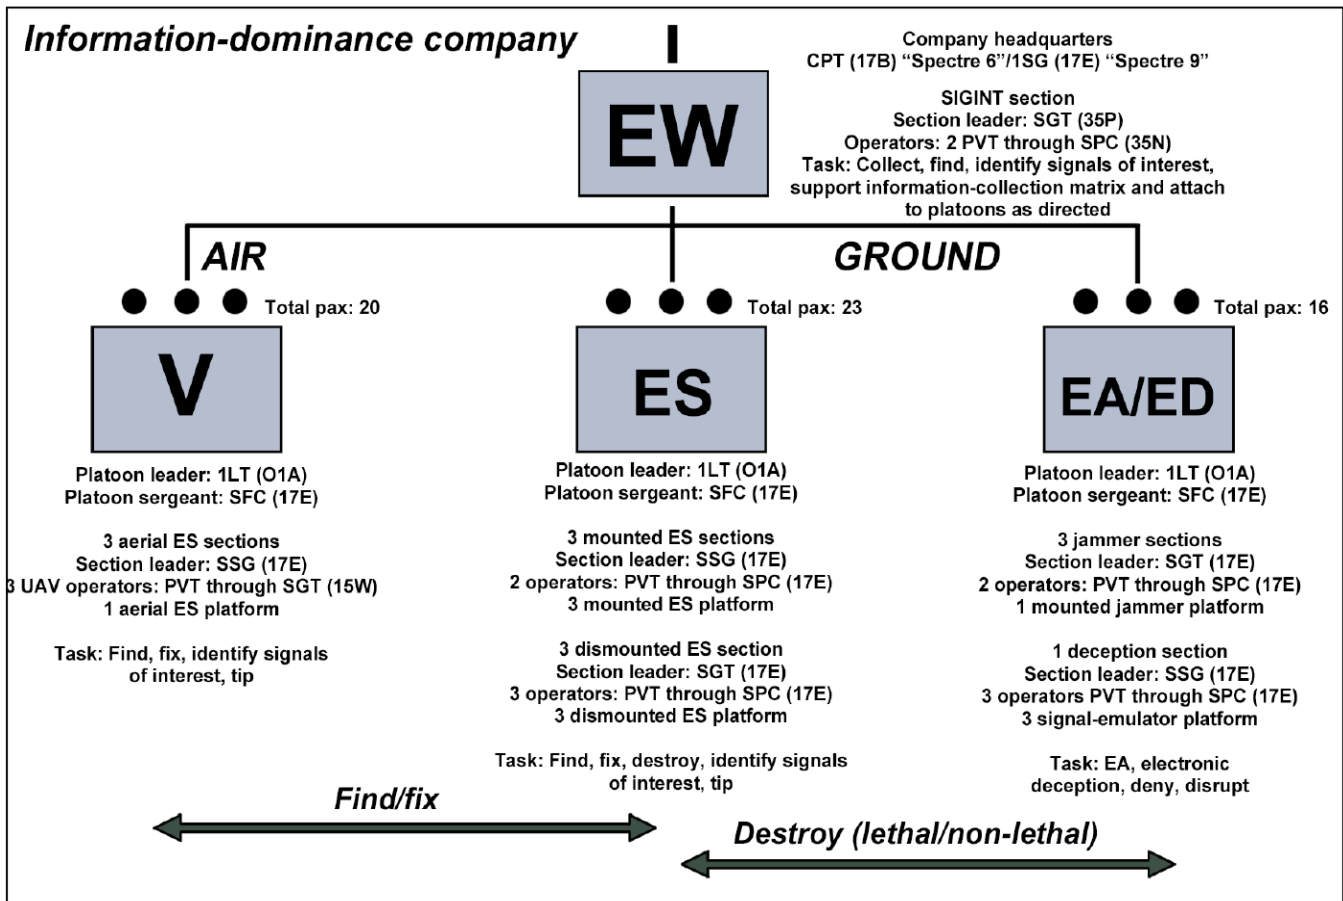 Information-dominance company
Company headquarters
CPT (17B) “Spectre 6”/1SG (17E) “Spectre 9”
SIGINT section
Section leader: SGT (35P)
Operators: 2 PVT through SPC (35N)
Task: Collect, find, identify signals of interest,
support information-collection matrix and attach
to platoons as directed
EW
AIR
GROUND
Total pax: 20
V
Platoon leader: 1LT (O1A)
Platoon sergeant: SFC (17E)
3 aerial ES sections
Section leader: SSG (17E)
3 UAV operators: PVT through SGT (15W)
1 aerial ES platform
Task: Find, fix, identify signals
of interest, tip
Total pax: 23
ES
Platoon leader: 1LT (O1A)
Platoon sergeant: SFC (17E)
3 mounted ES sections
Section leader: SSG (17E)
2 operators: PVT through SPC (17E)
3 mounted ES platform
3 dismounted ES section
Section leader: SGT (17E)
3 operators: PVT through SPC (17E)
3 dismounted ES platform
Task: Find, fix, destroy, identify signals
of interest, tip
Total pax: 16
EA/ED
Platoon leader: 1LT (O1A)
Platoon sergeant: SFC (17E)
3 jammer sections
Section leader: SGT (17E)
2 operators: PVT through SPC (17E)
1 mounted jammer platform
1 deception section
Section leader: SSG (17E)
3 operators PVT through SPC (17E)
3 signal-emulator platform
Task: EA, electronic
deception, deny, disrupt
Find/fix
Destroy (lethal/non-lethal)